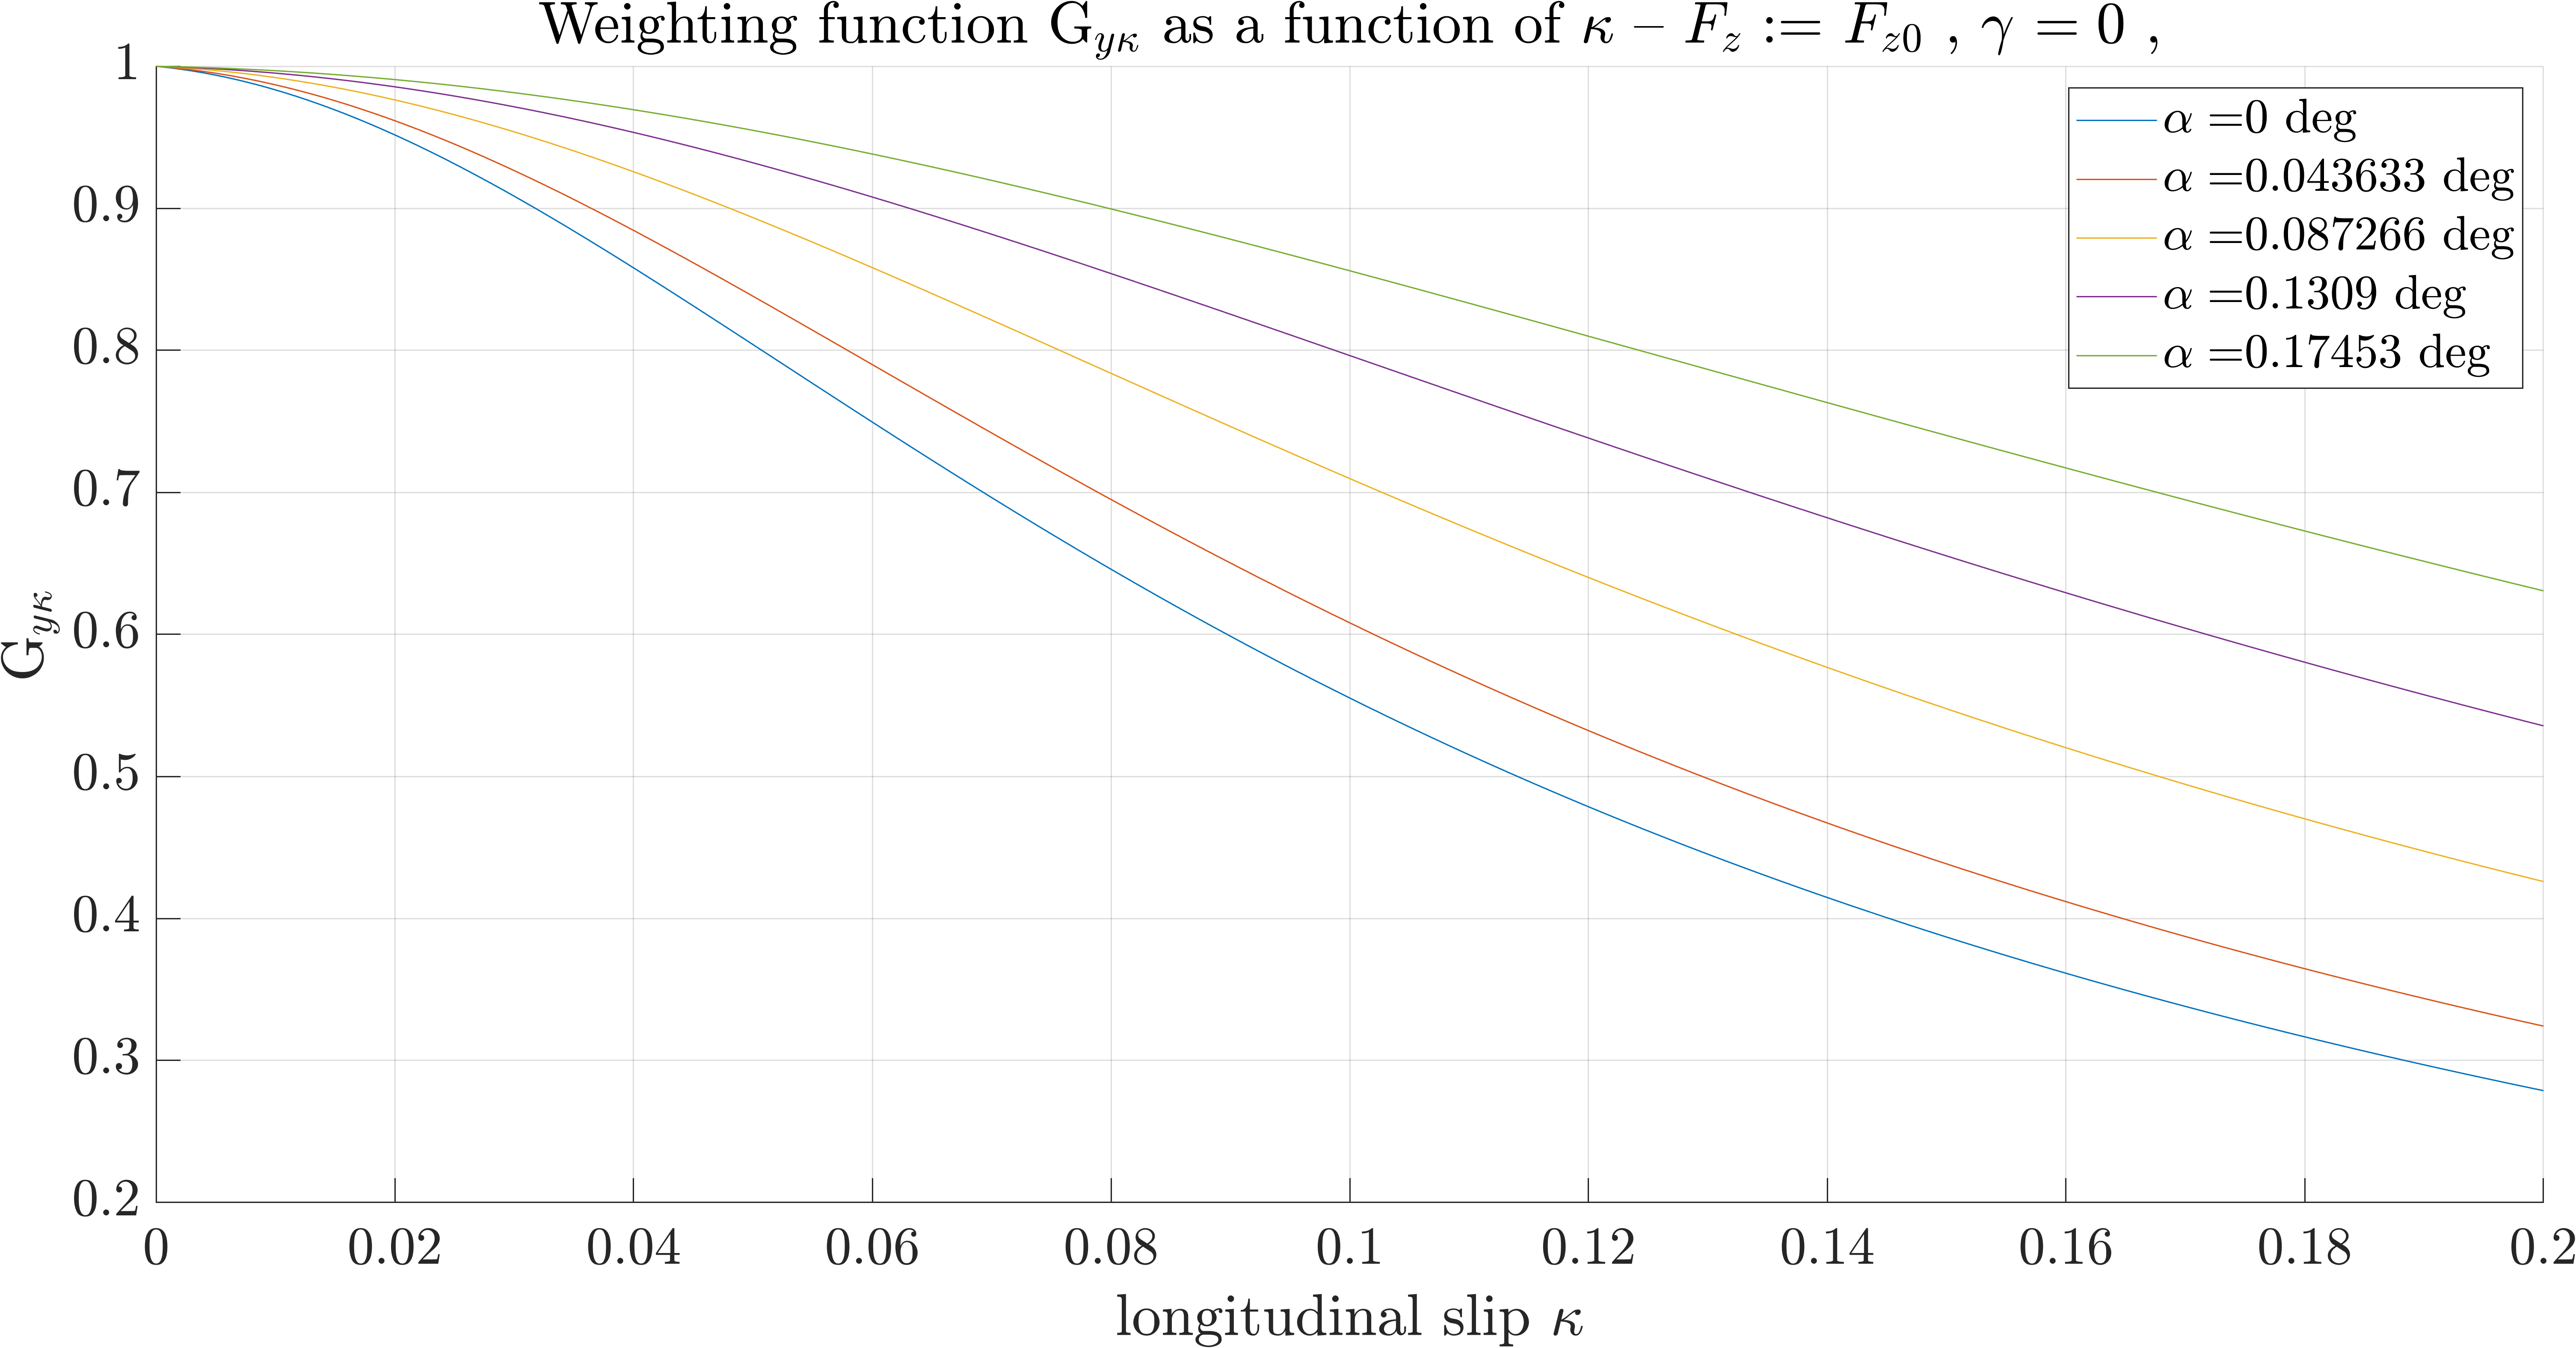 Weighting function G_{yκ} as a function of κ – F_z := F_{z0} , γ = 0 ,
α =0 deg
α =0.043633 deg
α =0.087266 deg
α =0.1309 deg
α =0.17453 deg
G_{yκ}
1
0.9
0.8
0.7
0.6
0.5
0.4
0.3
0.2
0 0.02 0.04 0.06 0.08 0.1 0.12 0.14 0.16 0.18 0.2
longitudinal slip κ